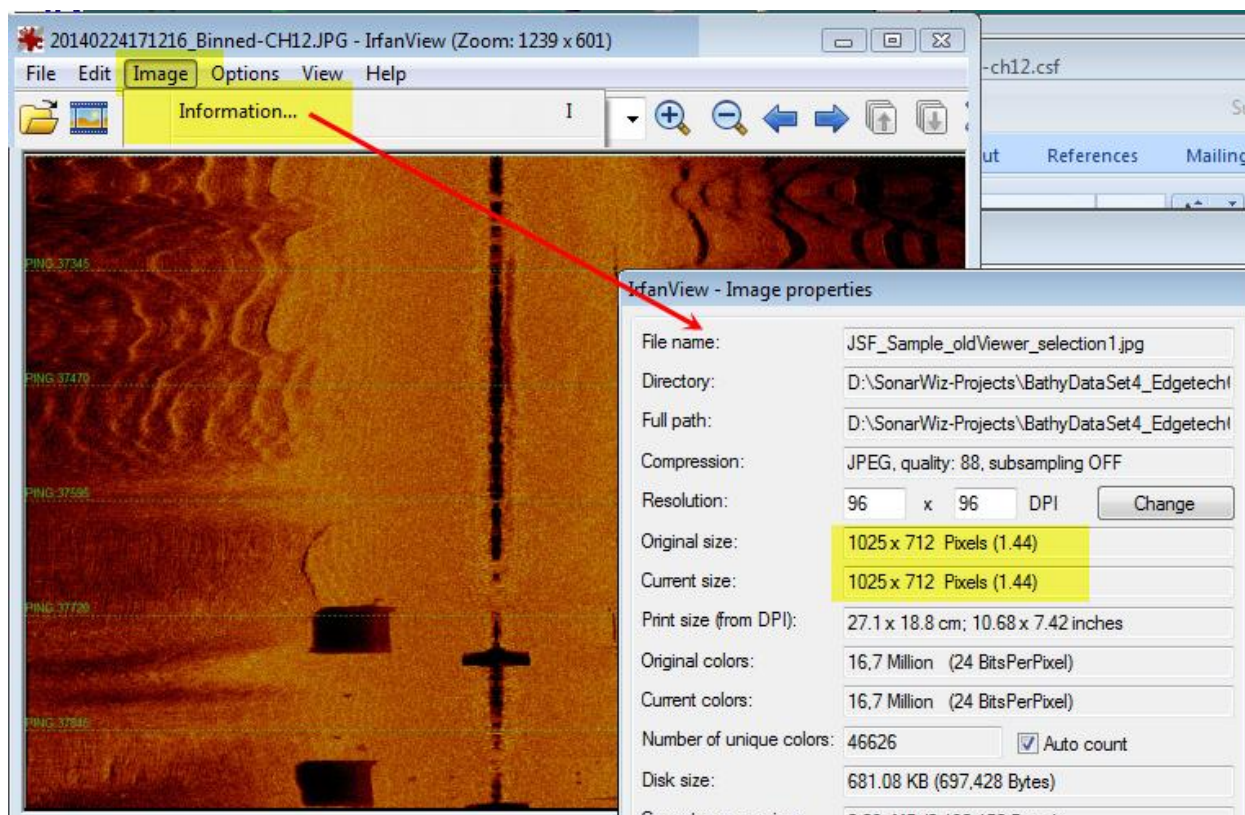 20140224171216_Binned-CH12.JPG - IrfanView (Zoom: 1239 x 601)
File Edit Image Options View Help
Information... I
-ch12.csf
ut References Mailing
PING 37345
PING 37470
PING 37595
PING 37720
PING 37845
IrfanView - Image properties
File name: JSF_Sample_oldViewer_selection1.jpg
Directory: D:\SonarWiz-Projects\BathyDataSet4_Edgetech
Full path: D:\SonarWiz-Projects\BathyDataSet4_Edgetech
Compression: JPEG, quality: 88, subsampling OFF
Resolution: 96 x 96 DPI Change
Original size: 1025 x 712 Pixels (1.44)
Current size: 1025 x 712 Pixels (1.44)
Print size (from DPI): 27.1 x 18.8 cm; 10.68 x 7.42 inches
Original colors: 16,7 Million (24 BitsPerPixel)
Current colors: 16,7 Million (24 BitsPerPixel)
Number of unique colors: 46626 Auto count
Disk size: 681.08 KB (697,428 Bytes)